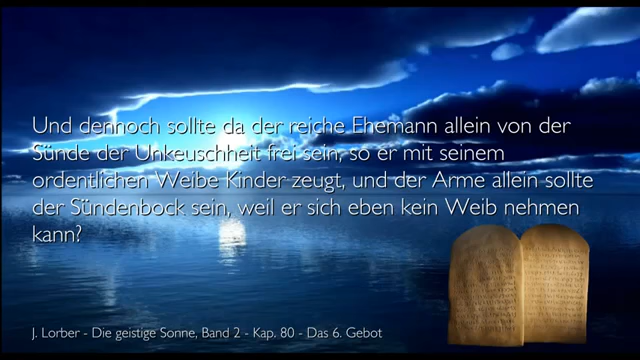 Und dennoch sollte da der reiche Ehemann allein von der
Sünde der Unkeuschheit frei sein, so er mit seinem
ordentlichen Weibe Kinder zeugt, und der Arme allein sollte
der Sündenbock sein, weil er sich eben kein Weib nehmen
kann?
J. Lorber - Die geistige Sonne, Band 2 - Kap. 80 - Das 6. Gebot